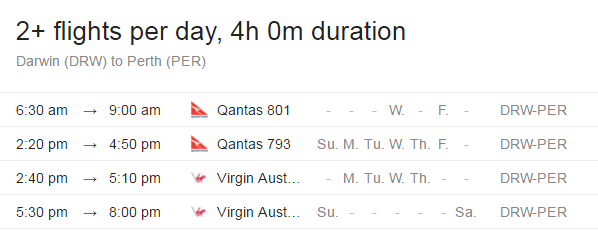 2+ flights per day, 4h 0m duration
Darwin (DRW) to Perth (PER)
6:30 am → 9:00 am Qantas 801 - - - W. - F. - DRW-PER
2:20 pm → 4:50 pm Qantas 793 Su. M. Tu. W. Th. F. - DRW-PER
2:40 pm → 5:10 pm Virgin Aust... - M. Tu. W. Th. - - DRW-PER
5:30 pm → 8:00 pm Virgin Aust... Su. - - - - - Sa. DRW-PER